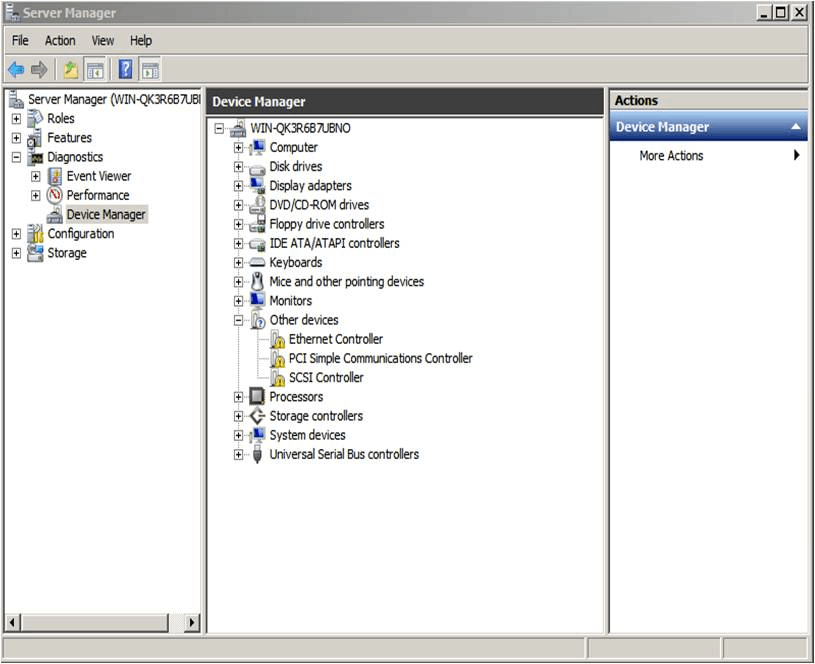 Server Manager
File Action View Help
Server Manager (WIN-QK3R6B7UBI
Roles
Features
Diagnostics
Event Viewer
Performance
Device Manager
Configuration
Storage
Device Manager
WIN-QK3R6B7UBNO
Computer
Disk drives
Display adapters
DVD/CD-ROM drives
Floppy drive controllers
IDE ATA/ATAPI controllers
Keyboards
Mice and other pointing devices
Monitors
Other devices
Ethernet Controller
PCI Simple Communications Controller
SCSI Controller
Processors
Storage controllers
System devices
Universal Serial Bus controllers
Actions
Device Manager
More Actions